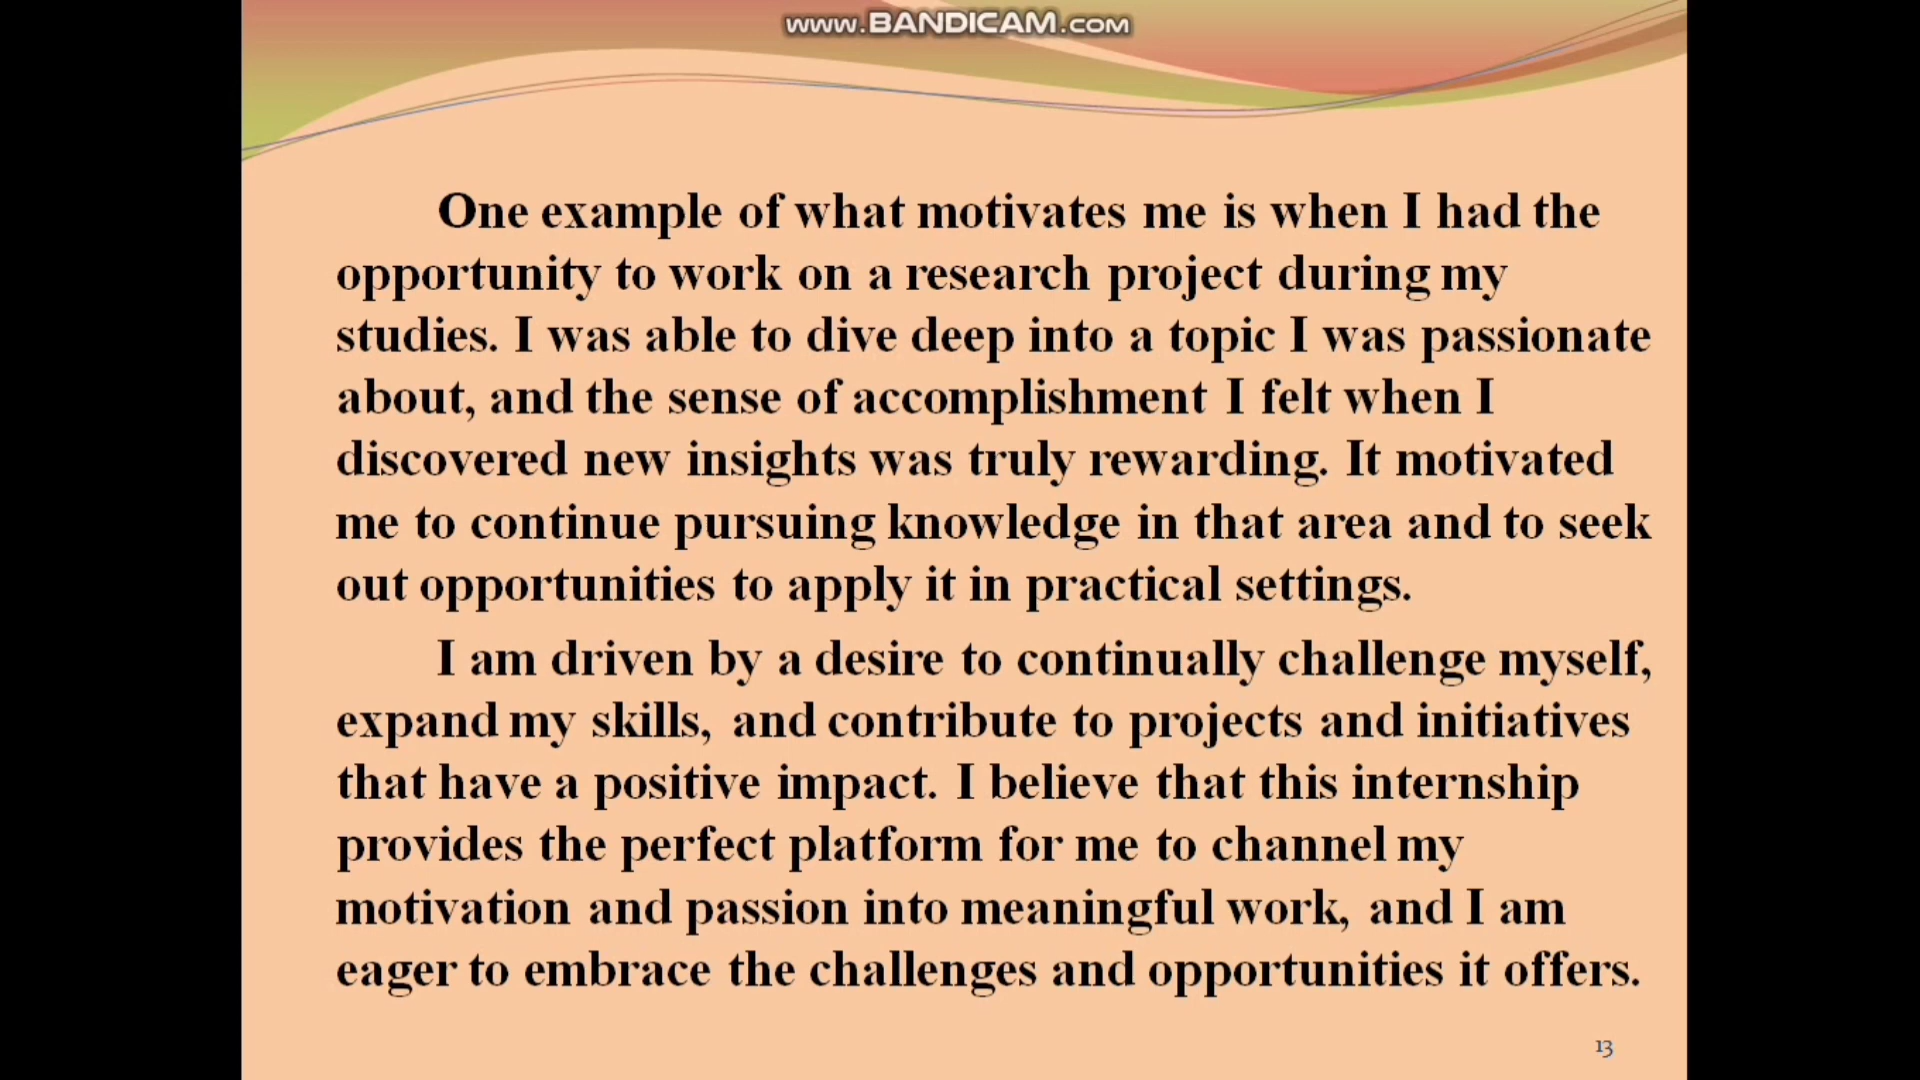 www.BANDICAM.com
One example of what motivates me is when I had the
opportunity to work on a research project during my
studies. I was able to dive deep into a topic I was passionate
about, and the sense of accomplishment I felt when I
discovered new insights was truly rewarding. It motivated
me to continue pursuing knowledge in that area and to seek
out opportunities to apply it in practical settings.
I am driven by a desire to continually challenge myself,
expand my skills, and contribute to projects and initiatives
that have a positive impact. I believe that this internship
provides the perfect platform for me to channel my
motivation and passion into meaningful work, and I am
eager to embrace the challenges and opportunities it offers.
13